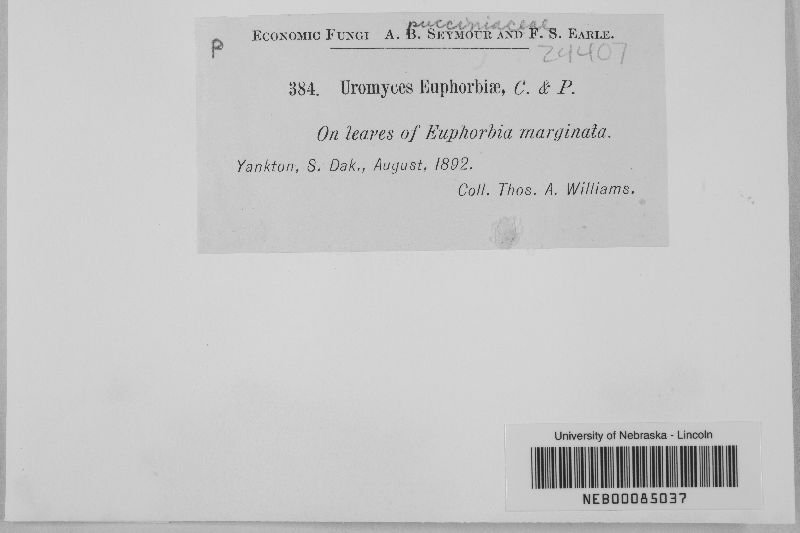 pucciniaceae
P
Economic Fungi A. B. Seymour and F. S. Earle.
24407
384. Uromyces Euphorbiæ, C. & P.
On leaves of Euphorbia marginata.
Yankton, S. Dak., August, 1892.
Coll. Thos. A. Williams.
University of Nebraska - Lincoln
NEB00085037